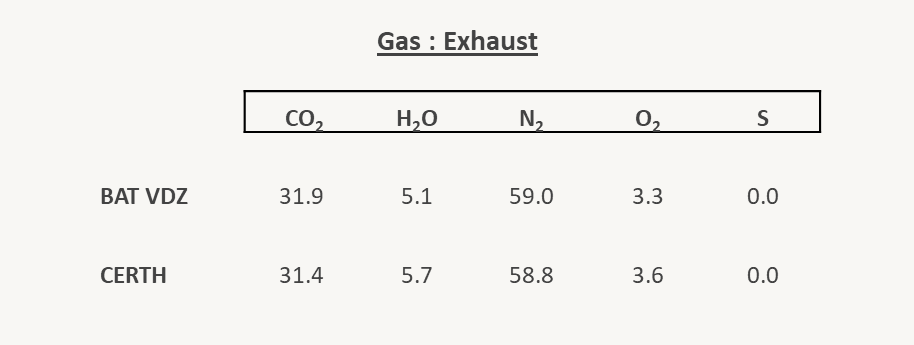 Gas : Exhaust
CO₂ H₂O N₂ O₂ S
BAT VDZ 31.9 5.1 59.0 3.3 0.0
CERTH 31.4 5.7 58.8 3.6 0.0